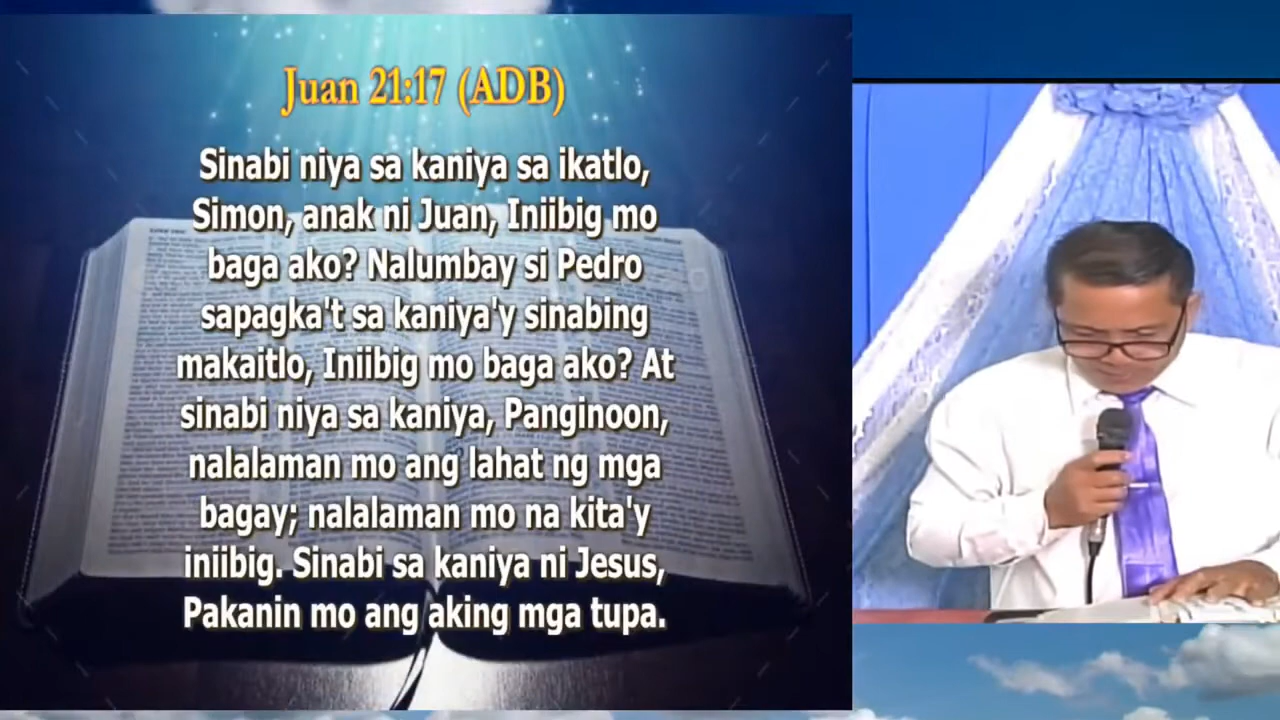 Juan 21:17 (ADB)
Sinabi niya sa kaniya sa ikatlo,
Simon, anak ni Juan, Iniibig mo
baga ako? Nalumbay si Pedro
sapagka't sa kaniya'y sinabing
makaitlo, Iniibig mo baga ako? At
sinabi niya sa kaniya, Panginoon,
nalalaman mo ang lahat ng mga
bagay; nalalaman mo na kita'y
iniibig. Sinabi sa kaniya ni Jesus,
Pakanin mo ang aking mga tupa.